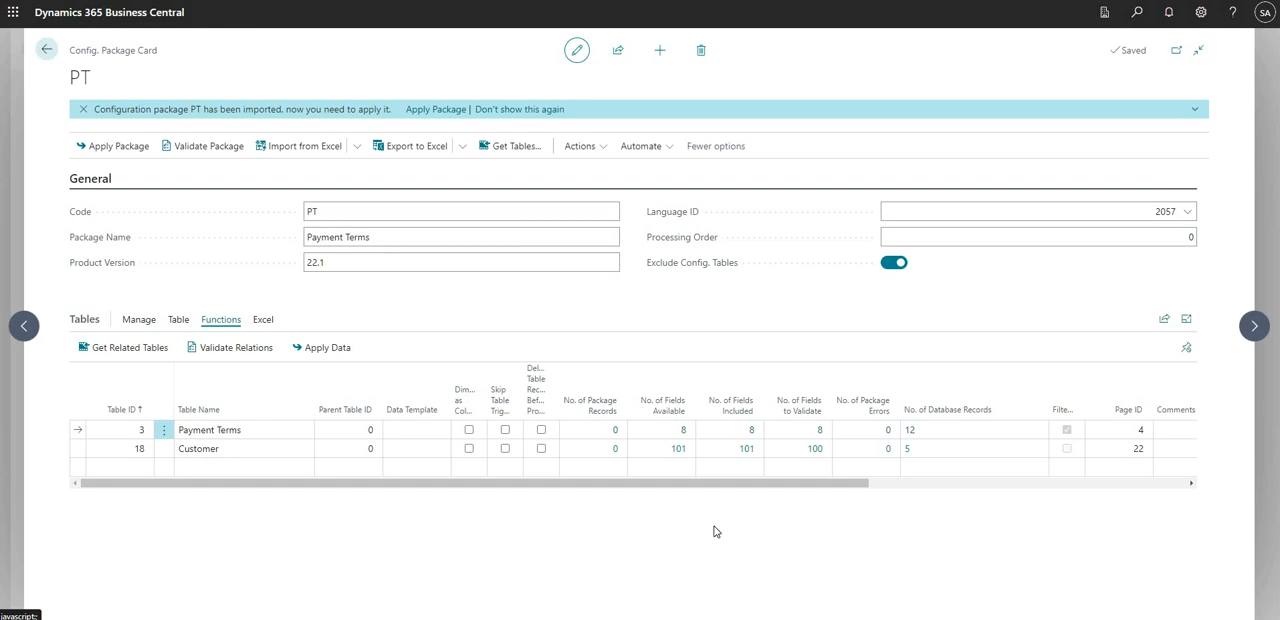 Dynamics 365 Business Central
SA
Config. Package Card
Saved
PT
Configuration package PT has been imported. now you need to apply it. Apply Package | Don't show this again
Apply Package Validate Package Import from Excel Export to Excel Get Tables... Actions Automate Fewer options
General
Code PT Language ID 2057
Package Name Payment Terms Processing Order 0
Product Version 22.1 Exclude Config. Tables
Tables Manage Table Functions Excel
Get Related Tables Validate Relations Apply Data
Del...
Dim... Skip Table
as Table Rec... No. of Package No. of Fields No. of Fields No. of Fields No. of Package
Table ID ↑ Table Name Parent Table ID Data Template Col... Trig... Bef... Pro... Records Available Included to Validate Errors No. of Database Records Filte... Page ID Comments
3 Payment Terms 0 0 8 8 8 0 12 4
18 Customer 0 0 101 101 100 0 5 22
javascript:;